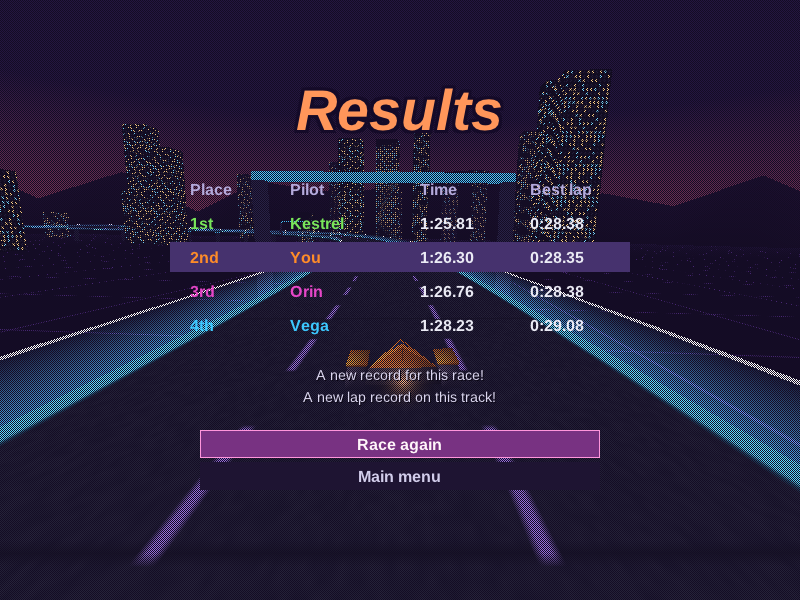 Results
Place Pilot Time Best lap
1st Kestrel 1:25.81 0:28.38
2nd You 1:26.30 0:28.35
3rd Orin 1:26.76 0:28.38
4th Vega 1:28.23 0:29.08
A new record for this race!
A new lap record on this track!
Race again
Main menu